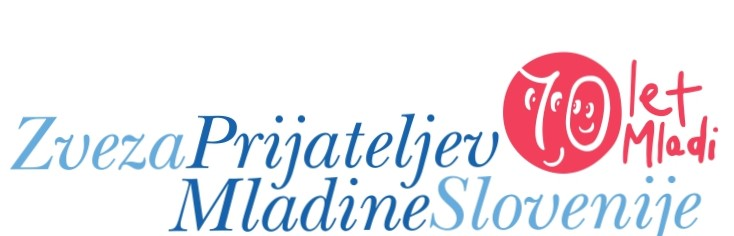 ZvezaPrijateljev
MladineSlovenije
70 let
Mladi